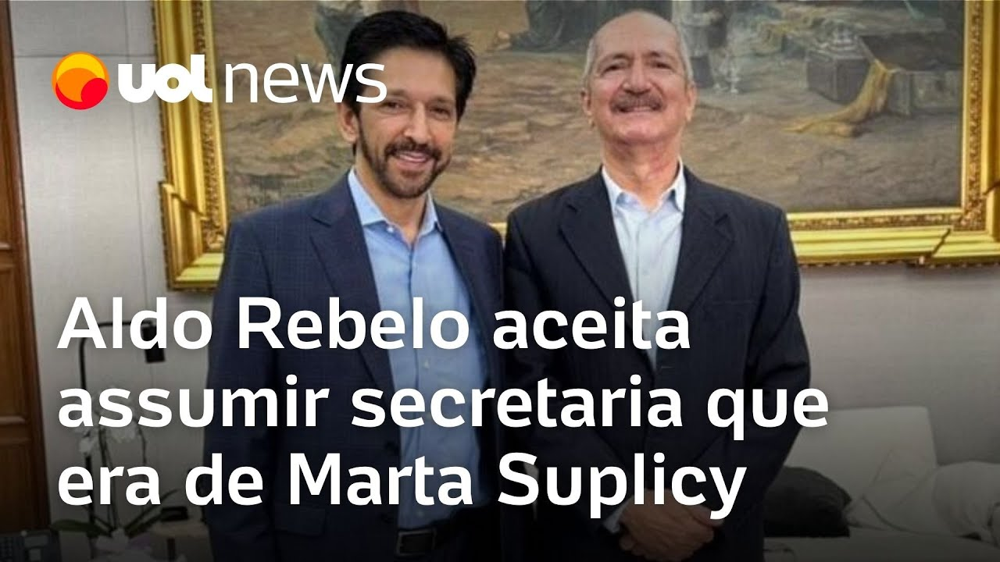 uol news
Aldo Rebelo aceita
assumir secretaria que
era de Marta Suplicy